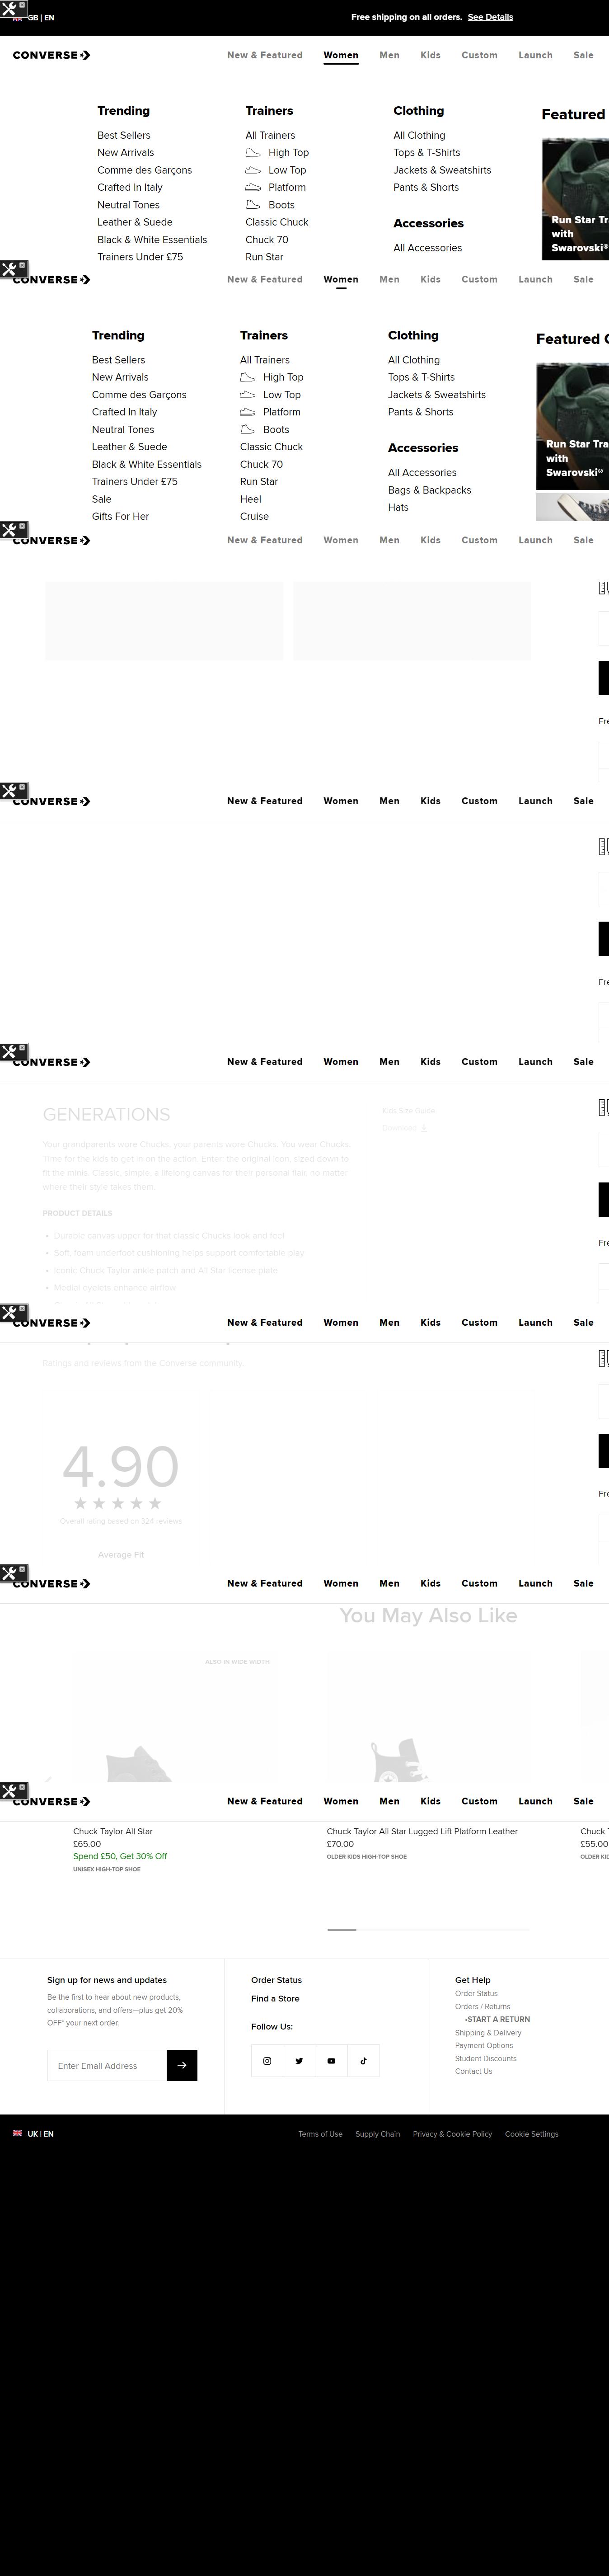 GB | EN
Free shipping on all orders. See Details
CONVERSE
New & Featured Women Men Kids Custom Launch Sale
Trending Trainers Clothing Featured
Best Sellers All Trainers All Clothing
New Arrivals High Top Tops & T-Shirts
Comme des Garçons Low Top Jackets & Sweatshirts
Crafted In Italy Platform Pants & Shorts
Neutral Tones Boots
Leather & Suede Classic Chuck Accessories
Black & White Essentials Chuck 70
Trainers Under £75 Run Star All Accessories
Run Star Tr
with
Swarovski®
CONVERSE
New & Featured Women Men Kids Custom Launch Sale
Trending Trainers Clothing Featured
Best Sellers All Trainers All Clothing
New Arrivals High Top Tops & T-Shirts
Comme des Garçons Low Top Jackets & Sweatshirts
Crafted In Italy Platform Pants & Shorts
Neutral Tones Boots
Leather & Suede Classic Chuck Accessories
Black & White Essentials Chuck 70 All Accessories
Trainers Under £75 Run Star Bags & Backpacks
Sale Heel Hats
Gifts For Her Cruise
Run Star Tra
with
Swarovski®
CONVERSE
New & Featured Women Men Kids Custom Launch Sale
Fre
CONVERSE
New & Featured Women Men Kids Custom Launch Sale
Fre
CONVERSE
New & Featured Women Men Kids Custom Launch Sale
GENERATIONS
Kids Size Guide
Download
Your grandparents wore Chucks, your parents wore Chucks. You wear Chucks.
Time for the kids to get in on the action. Enter: the original icon, sized down to
fit the minis. Classic, simple, a lifelong canvas for their personal flair, no matter
where their style takes them.
PRODUCT DETAILS
• Durable canvas upper for that classic Chucks look and feel
• Soft, foam underfoot cushioning helps support comfortable play
• Iconic Chuck Taylor ankle patch and All Star license plate
• Medial eyelets enhance airflow
Fre
CONVERSE
New & Featured Women Men Kids Custom Launch Sale
Ratings and reviews from the Converse community.
4.90
Overall rating based on 324 reviews
Average Fit
Fre
CONVERSE
New & Featured Women Men Kids Custom Launch Sale
You May Also Like
ALSO IN WIDE WIDTH
CONVERSE
New & Featured Women Men Kids Custom Launch Sale
Chuck Taylor All Star
£65.00
Spend £50, Get 30% Off
UNISEX HIGH-TOP SHOE
Chuck Taylor All Star Lugged Lift Platform Leather
£70.00
OLDER KIDS HIGH-TOP SHOE
Chuck
£55.00
OLDER KID
Sign up for news and updates
Be the first to hear about new products,
collaborations, and offers—plus get 20%
OFF* your next order.
Enter Email Address
Order Status
Find a Store
Follow Us:
Get Help
Order Status
Orders / Returns
•START A RETURN
Shipping & Delivery
Payment Options
Student Discounts
Contact Us
UK | EN
Terms of Use Supply Chain Privacy & Cookie Policy Cookie Settings